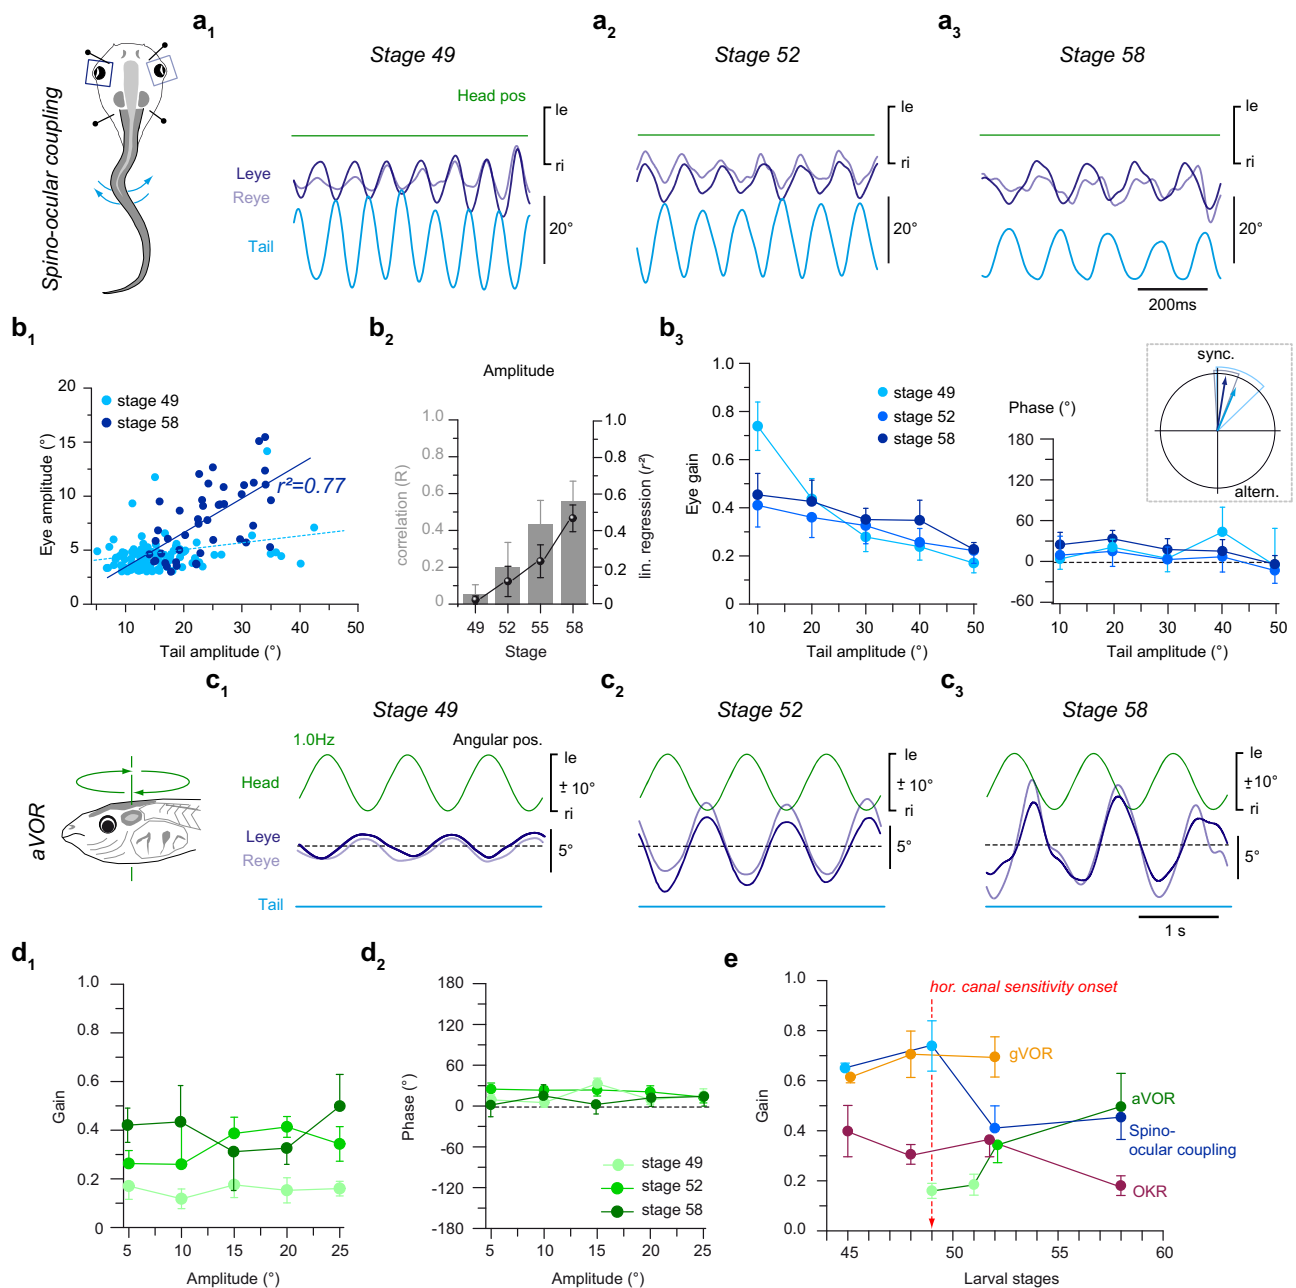 a1
a2
a3
Stage 49
Stage 52
Stage 58
Spino-ocular coupling
Head pos
le
ri
le
ri
le
ri
Leye
Reye
Tail
20°
20°
20°
200ms
b1
b2
b3
20
15
10
5
0
Eye amplitude (°)
stage 49
stage 58
r²=0.77
10 20 30 40 50
Tail amplitude (°)
Amplitude
1.0
0.8
0.6
0.4
0.2
0
correlation (R)
1.0
0.8
0.6
0.4
0.2
0
lin. regression (r²)
49 52 55 58
Stage
1.0
0.8
0.6
0.4
0.2
0
Eye gain
stage 49
stage 52
stage 58
10 20 30 40 50
Tail amplitude (°)
sync.
altern.
Phase (°)
180
120
60
0
-60
10 20 30 40 50
Tail amplitude (°)
c1
c2
c3
Stage 49
Stage 52
Stage 58
aVOR
1.0Hz
Angular pos.
Head
le
± 10°
ri
le
± 10°
ri
le
± 10°
ri
Leye
Reye
5°
5°
5°
Tail
1 s
d1
d2
e
1.0
0.8
0.6
0.4
0.2
0
Gain
5 10 15 20 25
Amplitude (°)
180
120
60
0
-60
-120
-180
Phase (°)
stage 49
stage 52
stage 58
5 10 15 20 25
Amplitude (°)
1.0
0.8
0.6
0.4
0.2
0.0
Gain
hor. canal sensitivity onset
gVOR
aVOR
Spino-
ocular coupling
OKR
45 50 55 60
Larval stages